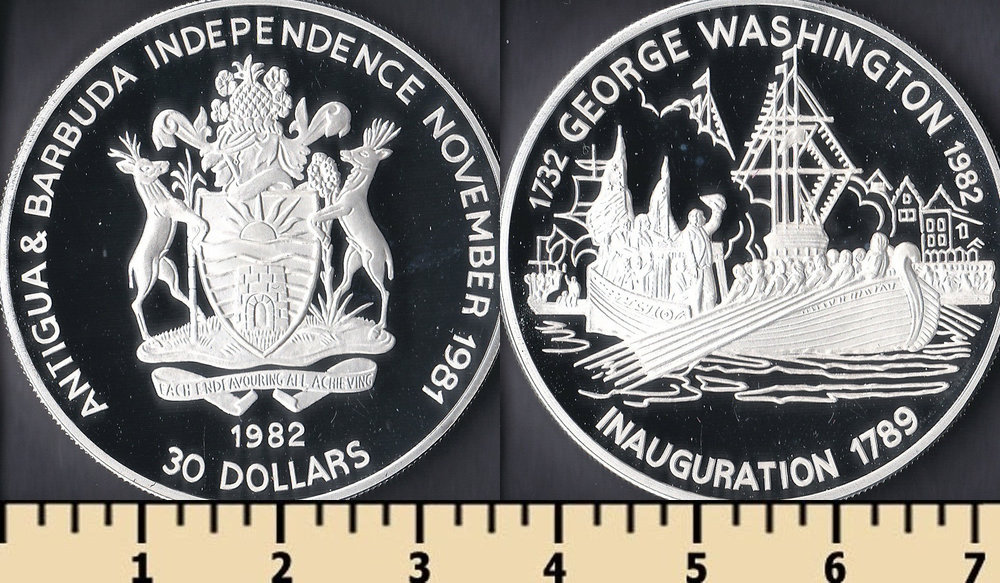 ANTIGUA & BARBUDA INDEPENDENCE NOVEMBER 1981
EACH ENDEAVOURING ALL ACHIEVING
1982
30 DOLLARS
1732 GEORGE WASHINGTON 1982
INAUGURATION 1789
1 2 3 4 5 6 7